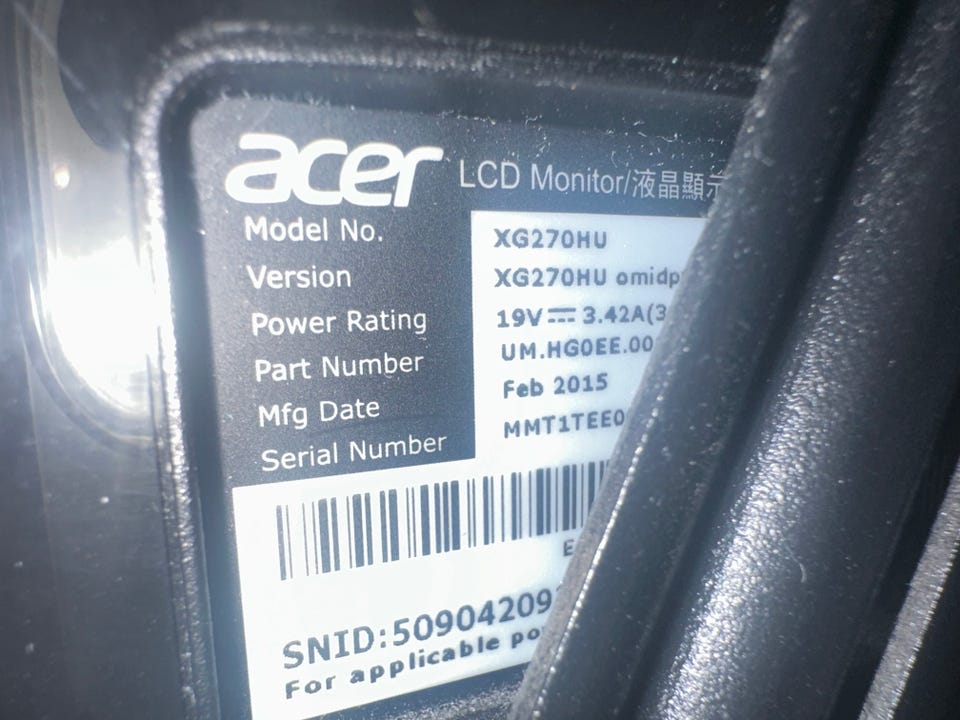 acer LCD Monitor/液晶顯示
Model No. XG270HU
Version XG270HU omidp
Power Rating 19V⎓3.42A(3
Part Number UM.HG0EE.00
Mfg Date Feb 2015
Serial Number MMT1TEE0
E
SNID:50904209
For applicable po